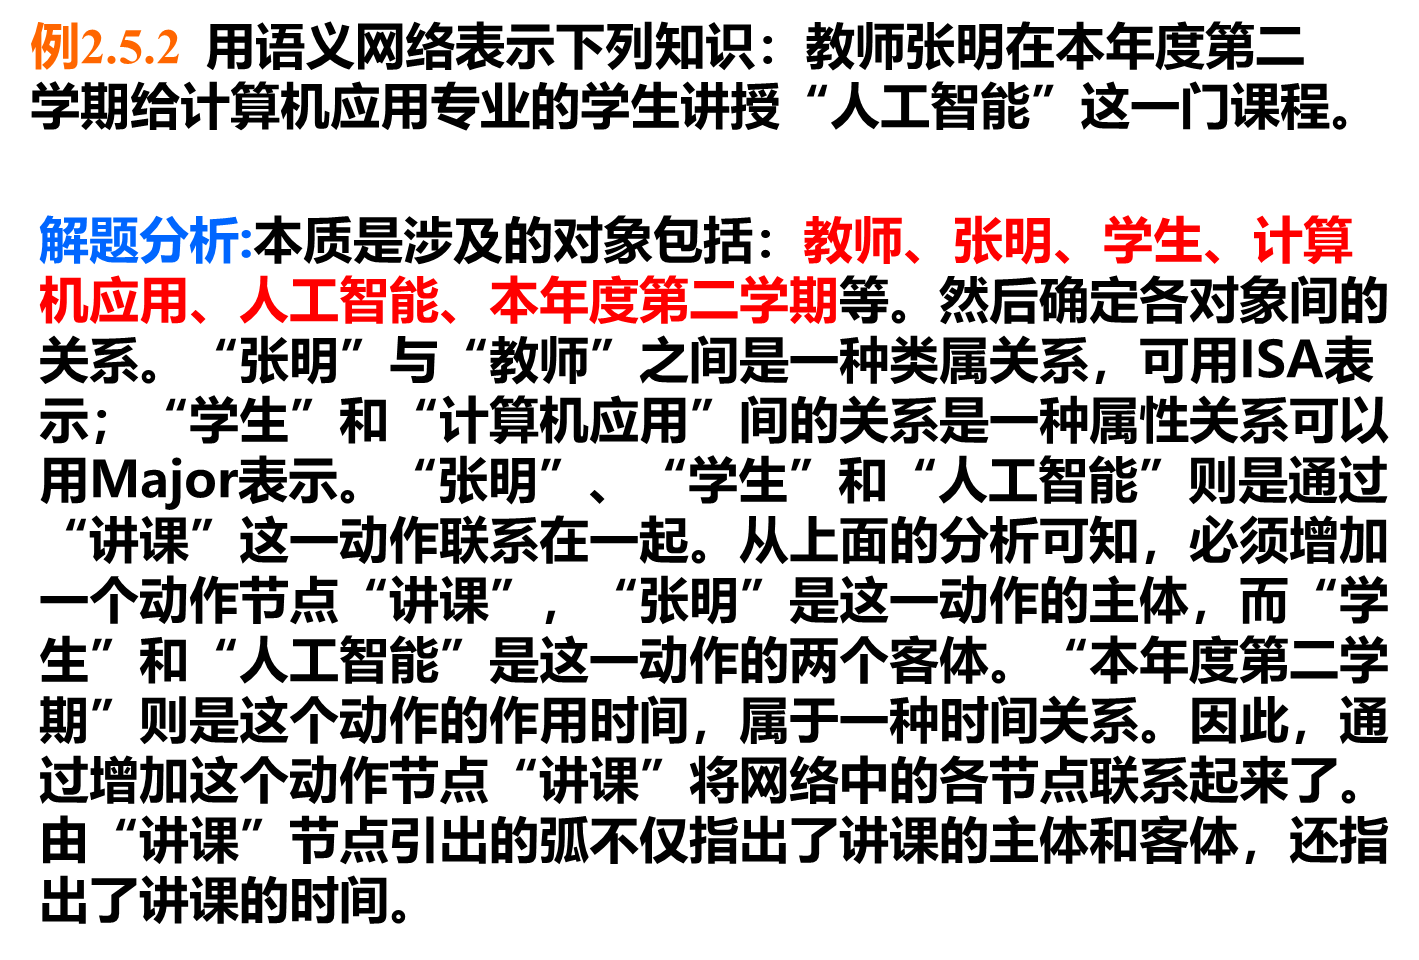 例2.5.2 用语义网络表示下列知识：教师张明在本年度第二
学期给计算机应用专业的学生讲授“人工智能”这一门课程。
解题分析:本质是涉及的对象包括：教师、张明、学生、计算
机应用、人工智能、本年度第二学期等。然后确定各对象间的
关系。“张明”与“教师”之间是一种类属关系，可用ISA表
示；“学生”和“计算机应用”间的关系是一种属性关系可以
用Major表示。“张明”、“学生”和“人工智能”则是通过
“讲课”这一动作联系在一起。从上面的分析可知，必须增加
一个动作节点“讲课”，“张明”是这一动作的主体，而“学
生”和“人工智能”是这一动作的两个客体。“本年度第二学
期”则是这个动作的作用时间，属于一种时间关系。因此，通
过增加这个动作节点“讲课”将网络中的各节点联系起来了。
由“讲课”节点引出的弧不仅指出了讲课的主体和客体，还指
出了讲课的时间。